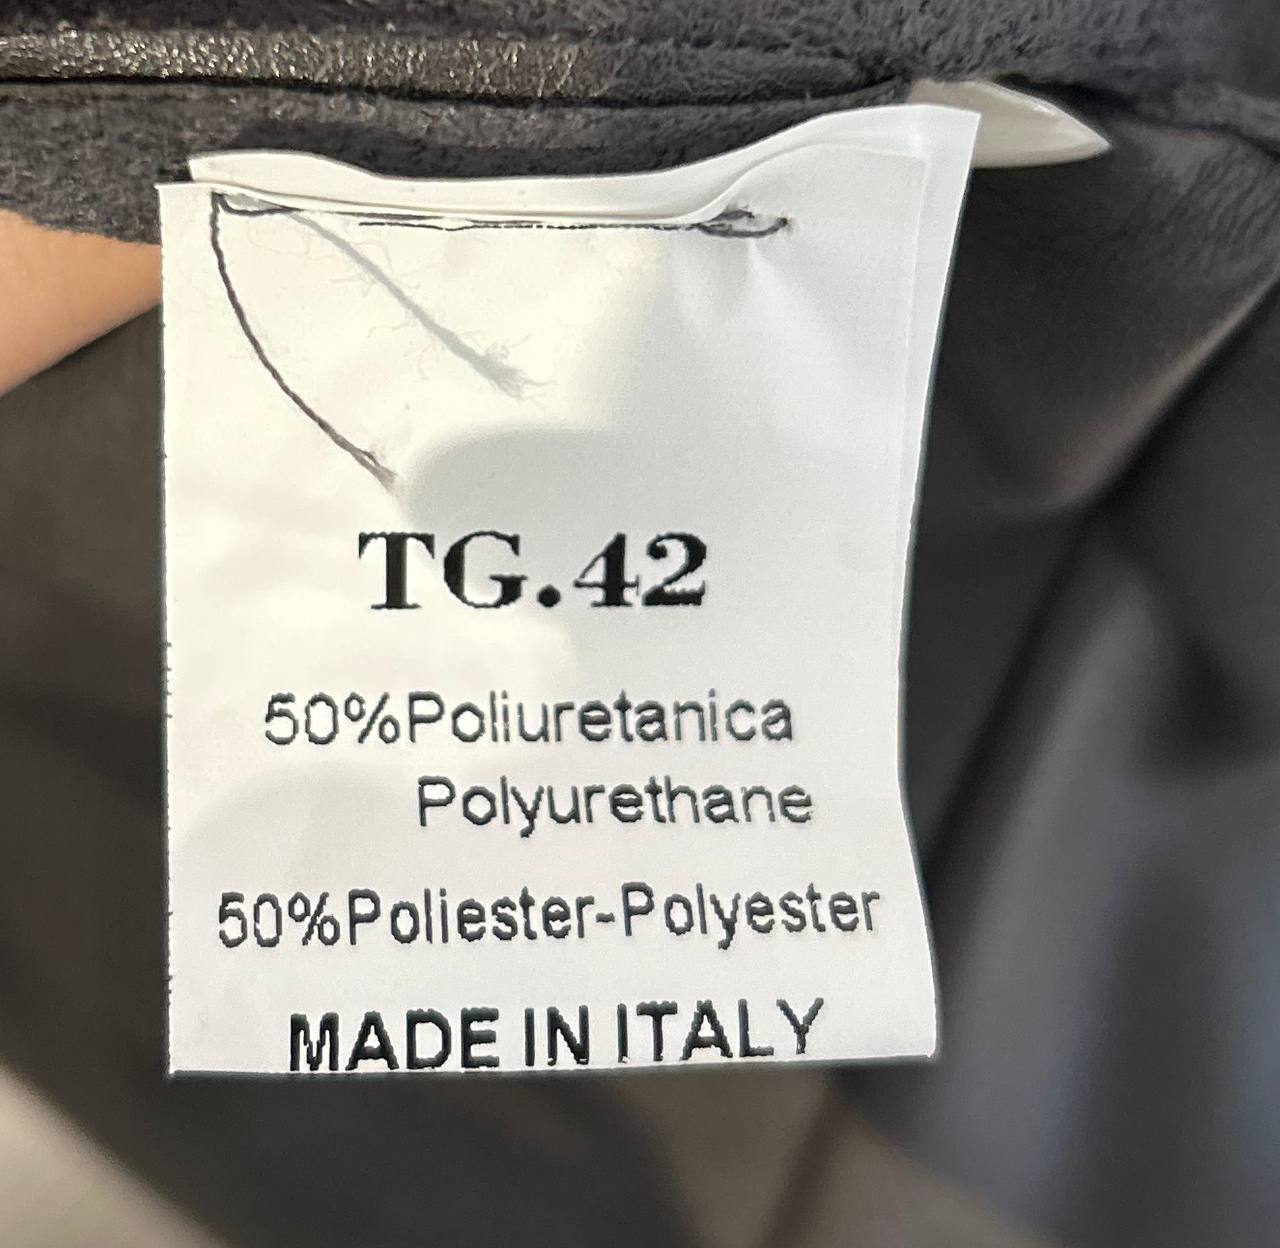 TG.42
50%Poliuretanica
Polyurethane
50%Poliester-Polyester
MADE IN ITALY